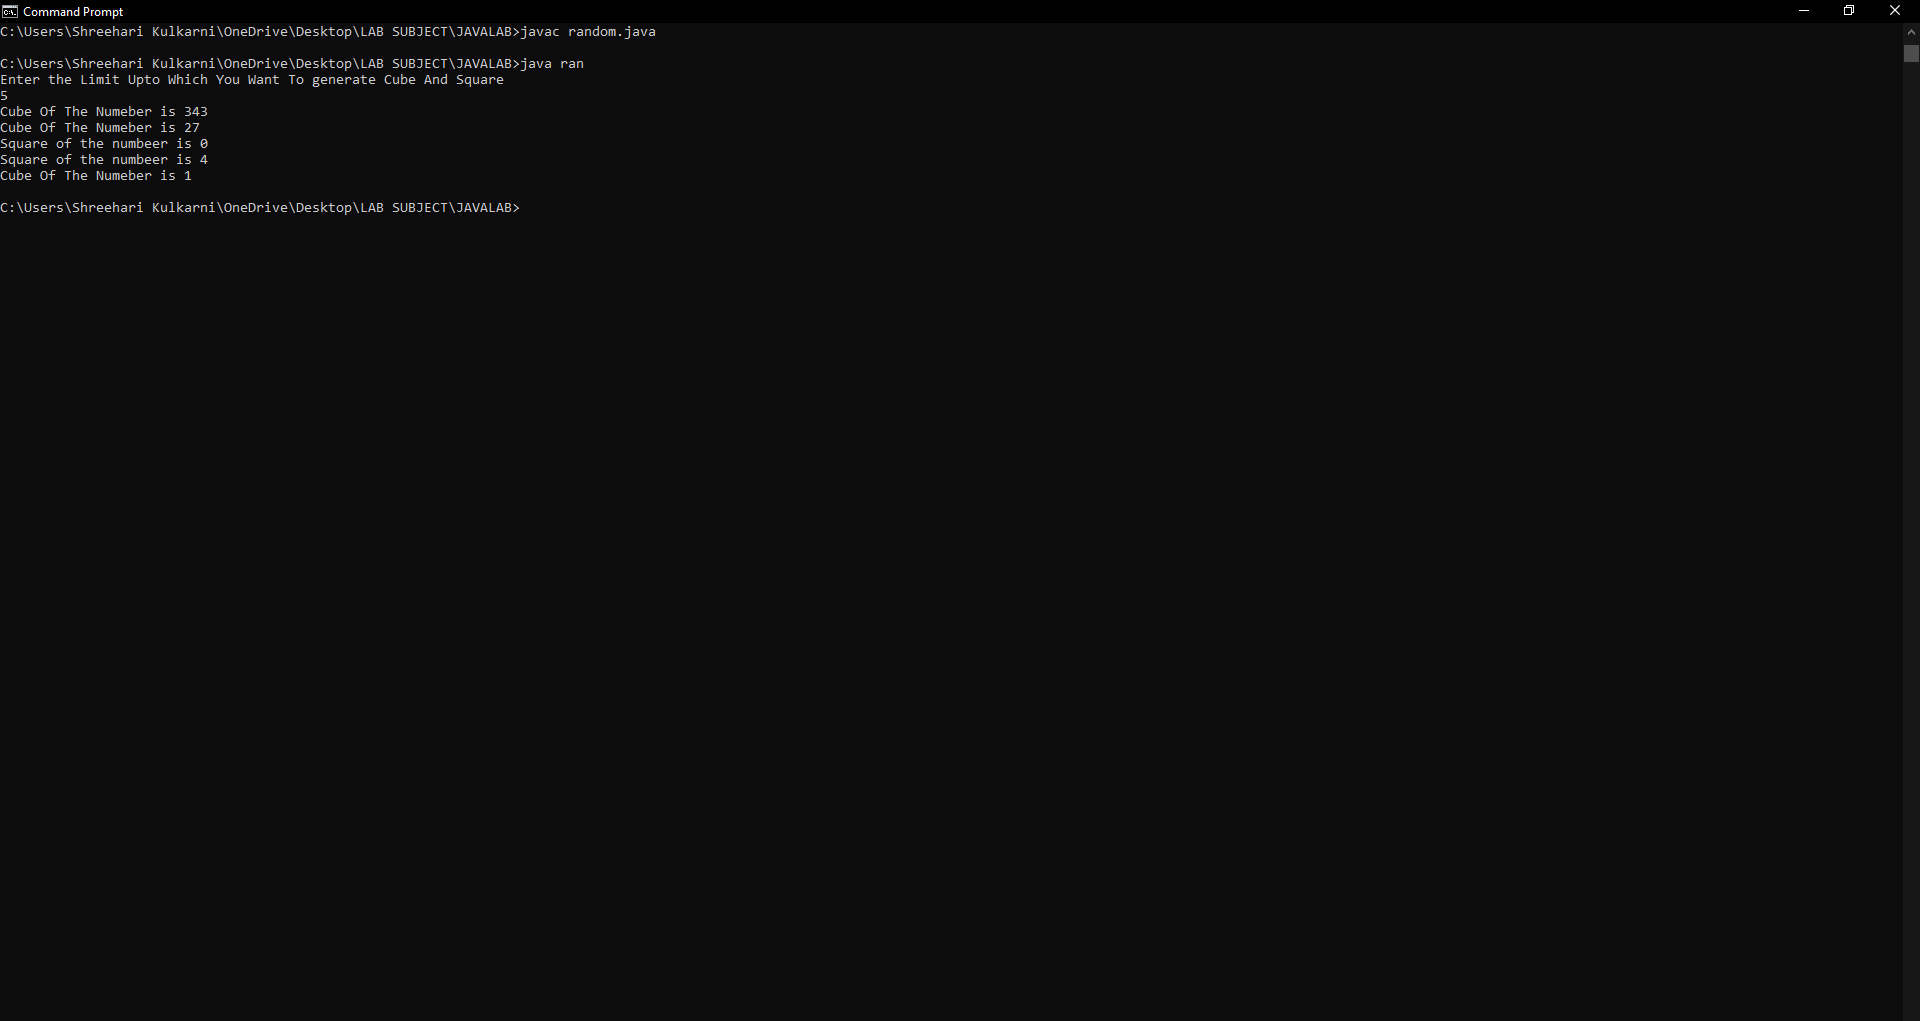 Command Prompt
C:\Users\Shreehari Kulkarni\OneDrive\Desktop\LAB SUBJECT\JAVALAB>javac random.java
C:\Users\Shreehari Kulkarni\OneDrive\Desktop\LAB SUBJECT\JAVALAB>java ran
Enter the Limit Upto Which You Want To generate Cube And Square
5
Cube Of The Numeber is 343
Cube Of The Numeber is 27
Square of the numbeer is 0
Square of the numbeer is 4
Cube Of The Numeber is 1
C:\Users\Shreehari Kulkarni\OneDrive\Desktop\LAB SUBJECT\JAVALAB>